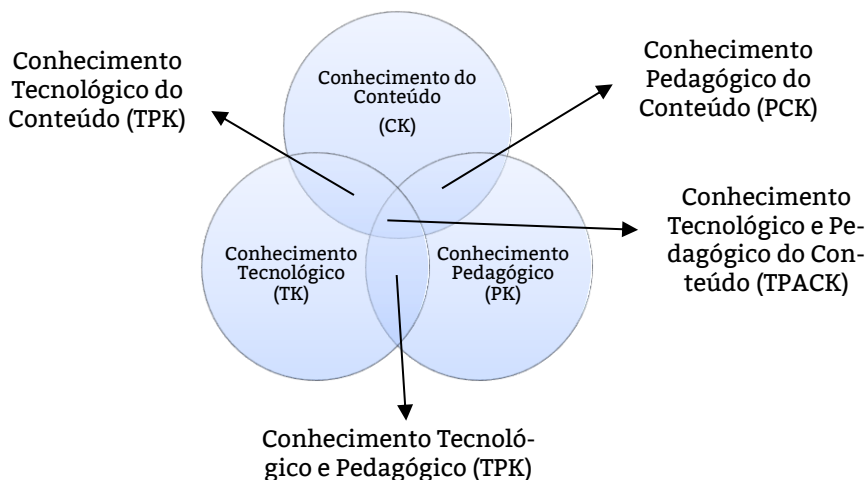 Conhecimento
Tecnológico do
Conteúdo (TPK)
Conhecimento do
Conteúdo
(CK)
Conhecimento
Pedagógico do
Conteúdo (PCK)
Conhecimento
Tecnológico e Pe-
dagógico do Con-
teúdo (TPACK)
Conhecimento
Tecnológico
(TK)
Conhecimento
Pedagógico
(PK)
Conhecimento Tecnoló-
gico e Pedagógico (TPK)